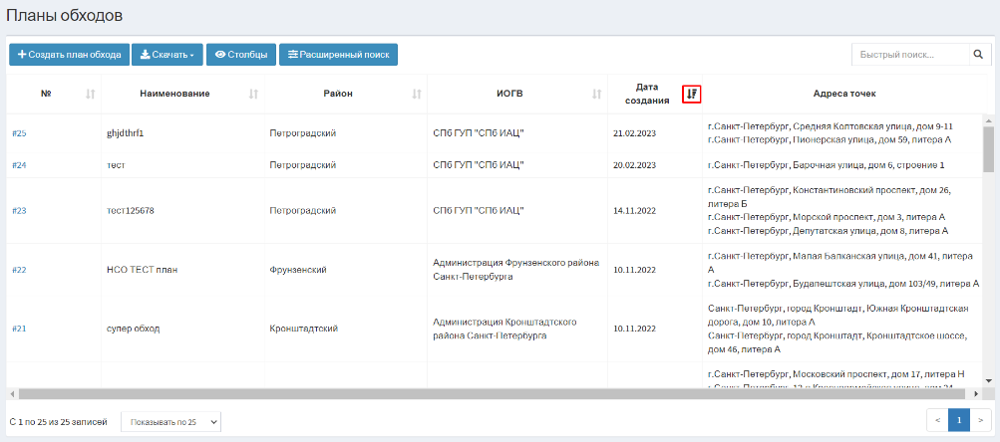 Планы обходов
Создать план обхода
Скачать
Столбцы
Расширенный поиск
Быстрый поиск...
№
Наименование
Район
ИОГВ
Дата
создания
Адреса точек
#25
ghjdthrf1
Петроградский
СПб ГУП "СПб ИАЦ"
21.02.2023
г.Санкт-Петербург, Средняя Колтовская улица, дом 9-11
г.Санкт-Петербург, Пионерская улица, дом 59, литера А
#24
тест
Петроградский
СПб ГУП "СПб ИАЦ"
20.02.2023
г.Санкт-Петербург, Барочная улица, дом 6, строение 1
#23
тест125678
Петроградский
СПб ГУП "СПб ИАЦ"
14.11.2022
г.Санкт-Петербург, Константиновский проспект, дом 26,
литера Б
г.Санкт-Петербург, Морской проспект, дом 3, литера А
г.Санкт-Петербург, Депутатская улица, дом 8, литера А
#22
НСО ТЕСТ план
Фрунзенский
Администрация Фрунзенского района
Санкт-Петербурга
10.11.2022
г.Санкт-Петербург, Малая Балканская улица, дом 41, литера
А
г.Санкт-Петербург, Будапештская улица, дом 103/49, литера А
#21
супер обход
Кронштадтский
Администрация Кронштадтского
района Санкт-Петербурга
10.11.2022
Санкт-Петербург, город Кронштадт, Южная Кронштадтская
дорога, дом 10, литера А
Санкт-Петербург, город Кронштадт, Кронштадтское шоссе,
дом 46, литера А
г.Санкт-Петербург, Московский проспект, дом 17, литера Н
С 1 по 25 из 25 записей
Показывать по 25
<
1
>